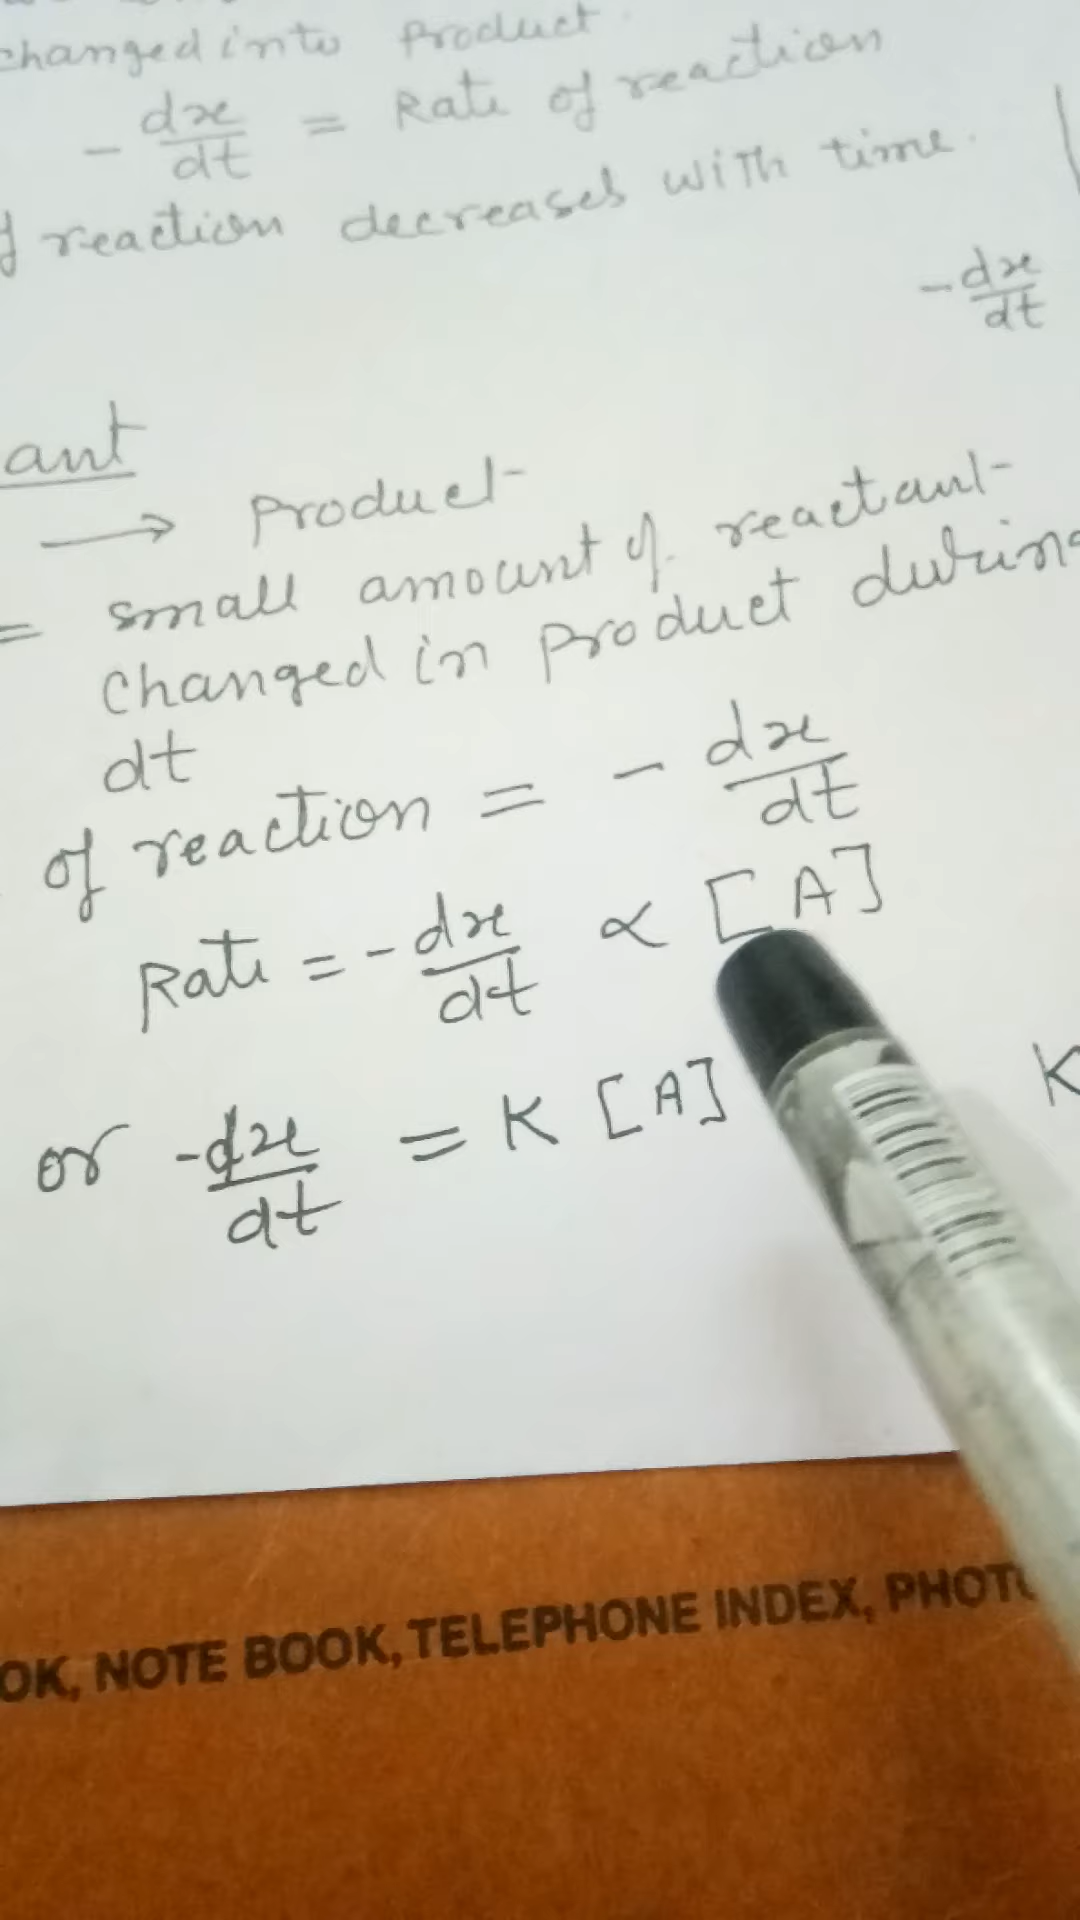 changed into Product.
- dx/dt = Rate of reaction
reaction decreases with time.
- dx/dt
ant
→ Product
= small amount of reactant
changed in product during
dt
of reaction = - dx/dt
Rate = - dx/dt ∝ [A]
or - dx/dt = K [A]
K
OK, NOTE BOOK, TELEPHONE INDEX, PHOTO